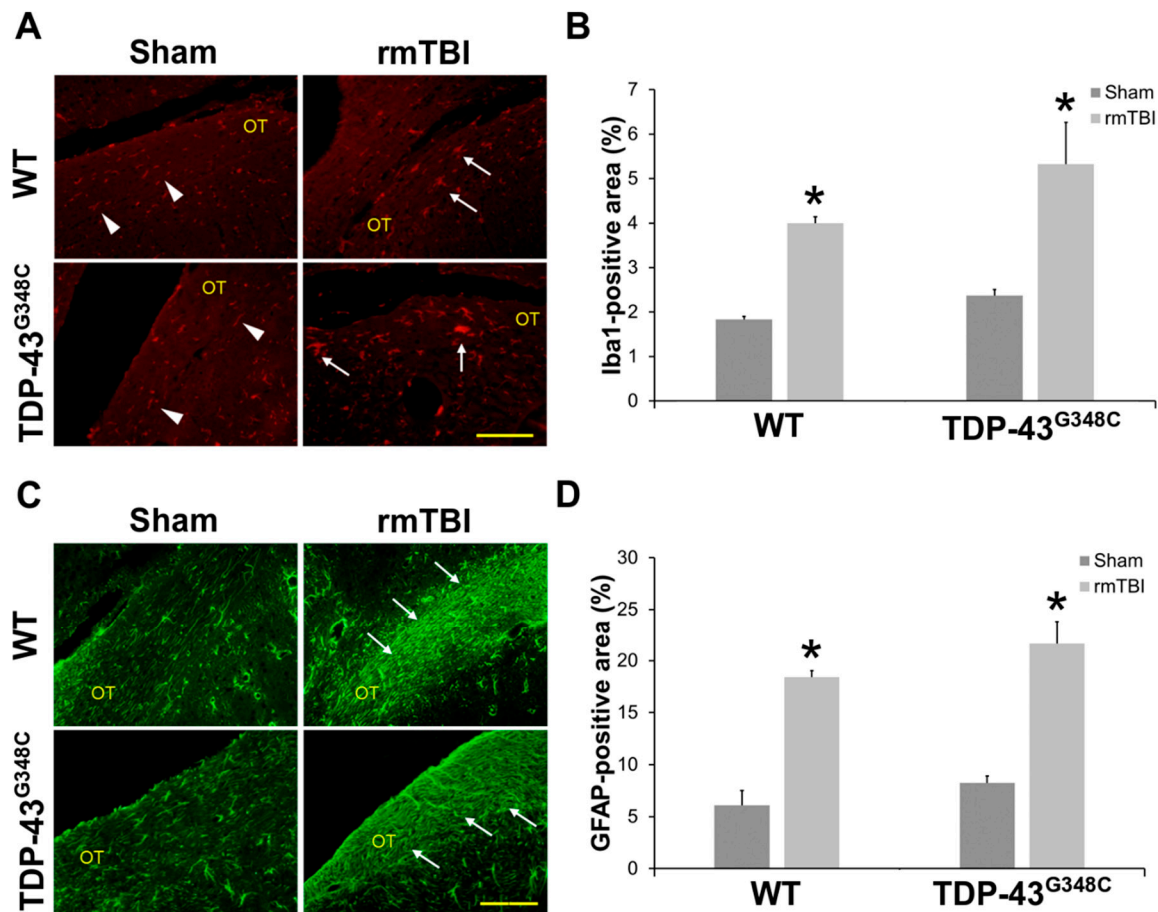 A
Sham rmTBI
WT
OT
OT
TDP-43G348C
OT
OT
B
Iba1-positive area (%)
7
6
5
4
3
2
1
0
Sham
rmTBI
*
*
WT TDP-43G348C
C
Sham rmTBI
WT
OT
OT
TDP-43G348C
OT
OT
D
GFAP-positive area (%)
30
25
20
15
10
5
0
Sham
rmTBI
*
*
WT TDP-43G348C